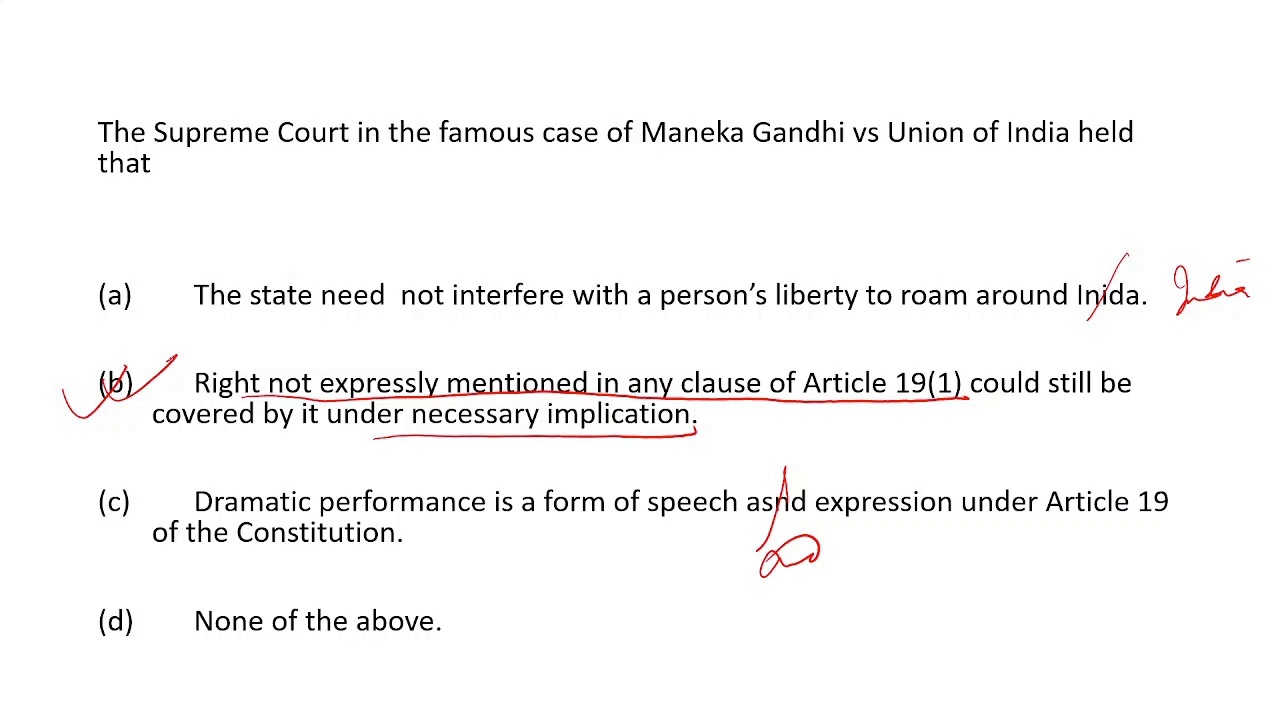 The Supreme Court in the famous case of Maneka Gandhi vs Union of India held
that
(a) The state need not interfere with a person's liberty to roam around Inida. India
(b) Right not expressly mentioned in any clause of Article 19(1) could still be
covered by it under necessary implication.
(c) Dramatic performance is a form of speech asnd expression under Article 19
of the Constitution.
(d) None of the above.